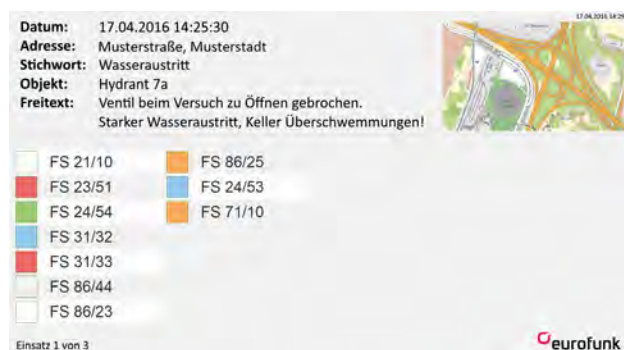 17.04.2016 14:25
Datum: 17.04.2016 14:25:30
Adresse: Musterstraße, Musterstadt
Stichwort: Wasseraustritt
Objekt: Hydrant 7a
Freitext: Ventil beim Versuch zu Öffnen gebrochen.
Starker Wasseraustritt, Keller Überschwemmungen!
FS 21/10
FS 23/51
FS 24/54
FS 31/32
FS 31/33
FS 86/44
FS 86/23
FS 86/25
FS 24/53
FS 71/10
Einsatz 1 von 3
eurofunk